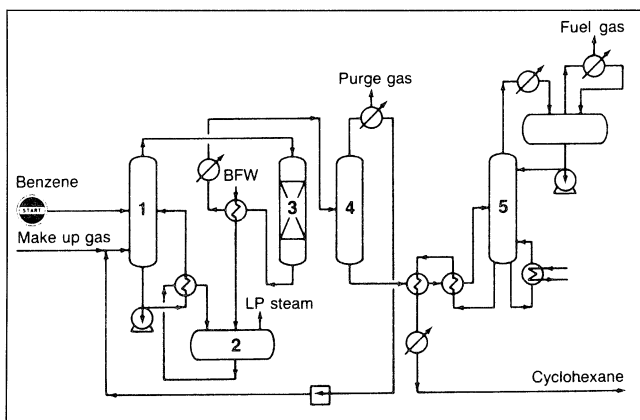 Fuel gas
Purge gas
BFW
Benzene
START
1
3
4
5
Make up gas
LP steam
2
Cyclohexane